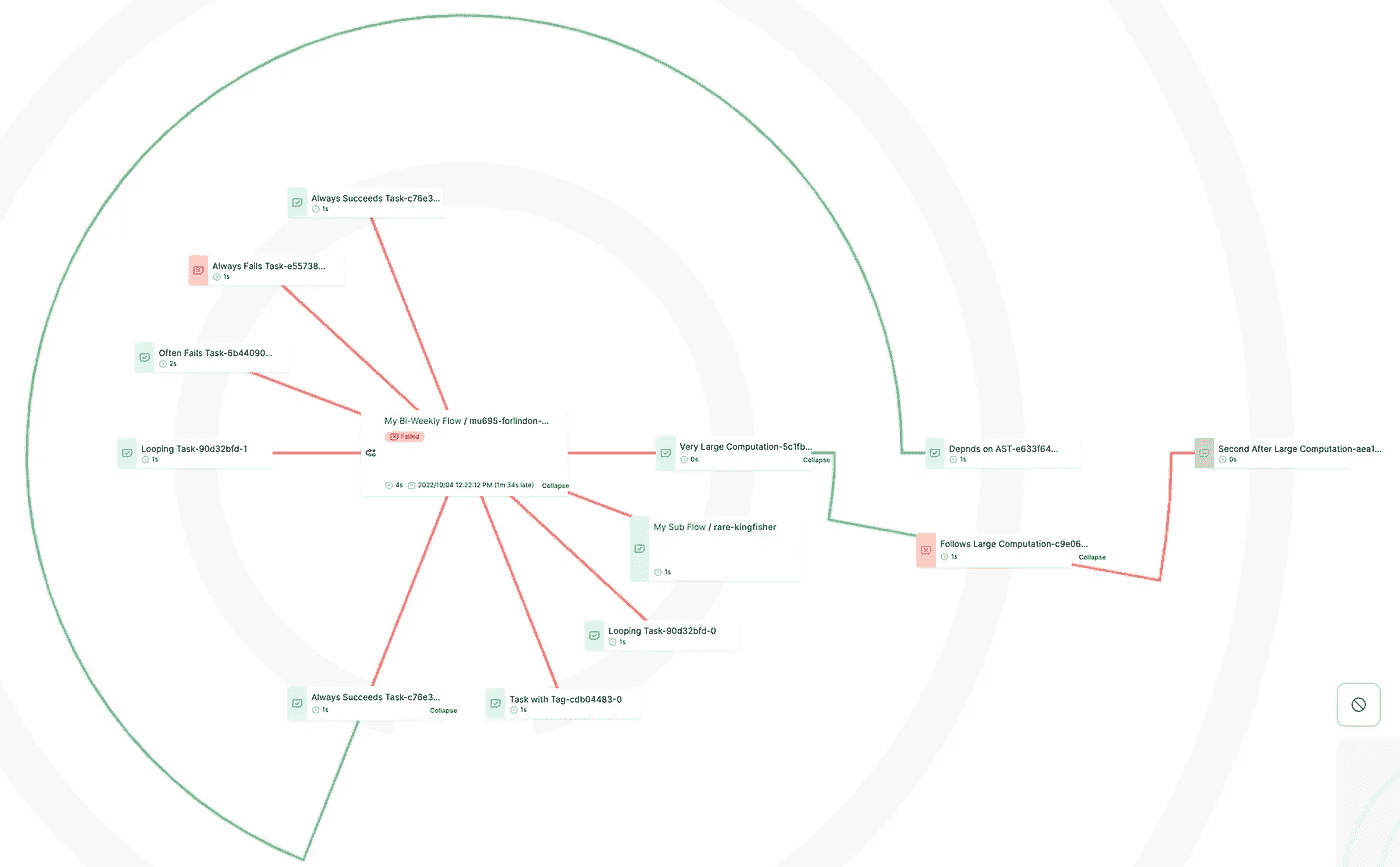 Always Succeeds Task-c76e3...
1s
Always Fails Task-e55738...
1s
Often Fails Task-6b44090...
2s
My Bi-Weekly Flow / mu695-forlindon-...
Failed
4s 2022/10/04 12:22:12 PM (1m 34s late) Collapse
Looping Task-90d32bfd-1
1s
Very Large Computation-5c1fb...
0s Collapse
Depnds on AST-e633f64...
1s
Second After Large Computation-aea1...
0s
My Sub Flow / rare-kingfisher
1s
Follows Large Computation-c9e06...
1s Collapse
Looping Task-90d32bfd-0
1s
Always Succeeds Task-c76e3...
1s Collapse
Task with Tag-cdb04483-0
1s